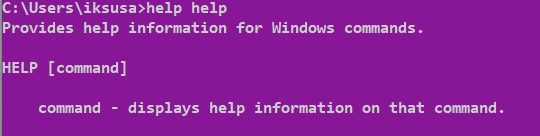 C:\Users\iksusa>help help
Provides help information for Windows commands.
HELP [command]
command - displays help information on that command.